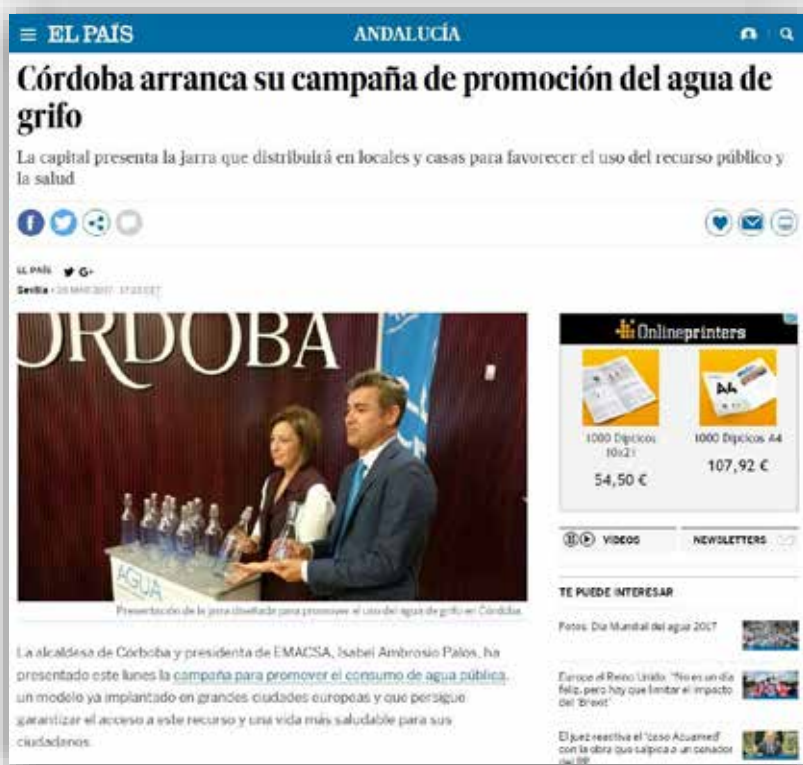 EL PAÍS
ANDALUCÍA
Córdoba arranca su campaña de promoción del agua de
grifo
La capital presenta la jarra que distribuirá en locales y casas para favorecer el uso del recurso público y
la salud
EL PAÍS
G+
Sevilla
ORDOBA
AGUA
Presentación de la jarra diseñada para promover el uso del agua de grifo en Córdoba.
La alcaldesa de Córboba y presidenta de EMACSA, Isabel Ambrosio Palos, ha
presentado este lunes la campaña para promover el consumo de agua pública,
un modelo ya implantado en grandes ciudades europeas y que persigue
garantizar el acceso a este recurso y una vida más saludable para sus
ciudadanos.
Onlineprinters
A4
1000 Dípticos
10x21
54,50 €
1000 Dípticos A4
107,92 €
VIDEOS
NEWSLETTERS
TE PUEDE INTERESAR
Fotos: Día Mundial del agua 2017
Europa al Reino Unido: "No es un día
feliz, pero hay que limitar el impacto
del 'Brexit'
El juez reactiva el 'caso Acuamed'
con la obra que salpica a un senador
del PP